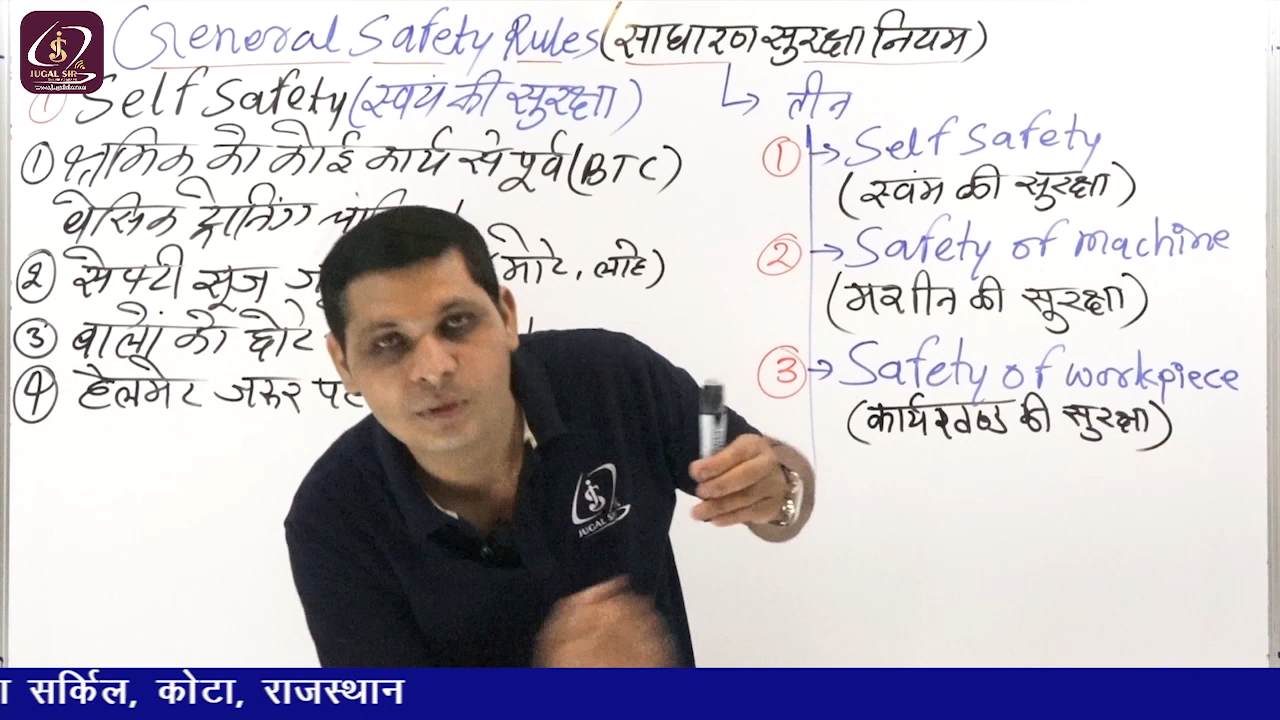 General Safety Rules (साधारण सुरक्षा नियम)
① Self Safety (स्वयं की सुरक्षा)
① श्रमिक को कोई कार्य से पूर्व (BTC)
वेसिक ट्रेनिंग
② सेफ्टी सूज मोटे, लोहे)
③ बालों को छोटे
④ हेलमेट जरुर
↳ तीन
① → Self Safety
(स्वंम की सुरक्षा)
② → Safety of machine
(मशीन की सुरक्षा)
③ → Safety of workpiece
(कार्यखण्ड की सुरक्षा)
JUGAL SIR
JUGAL SIR
सर्किल, कोटा, राजस्थान